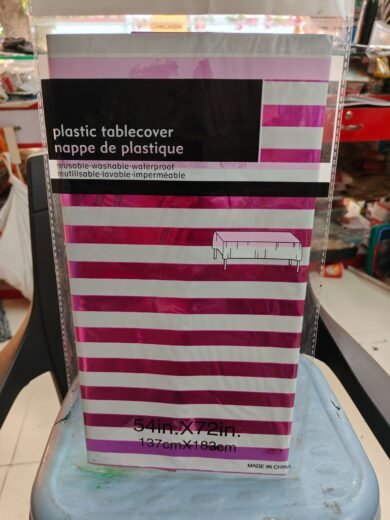 plastic tablecover
nappe de plastique
reusable-washable-waterproof
réutilisable-lavable-imperméable
54in.X72in.
137cmX183cm
MADE IN CHINA